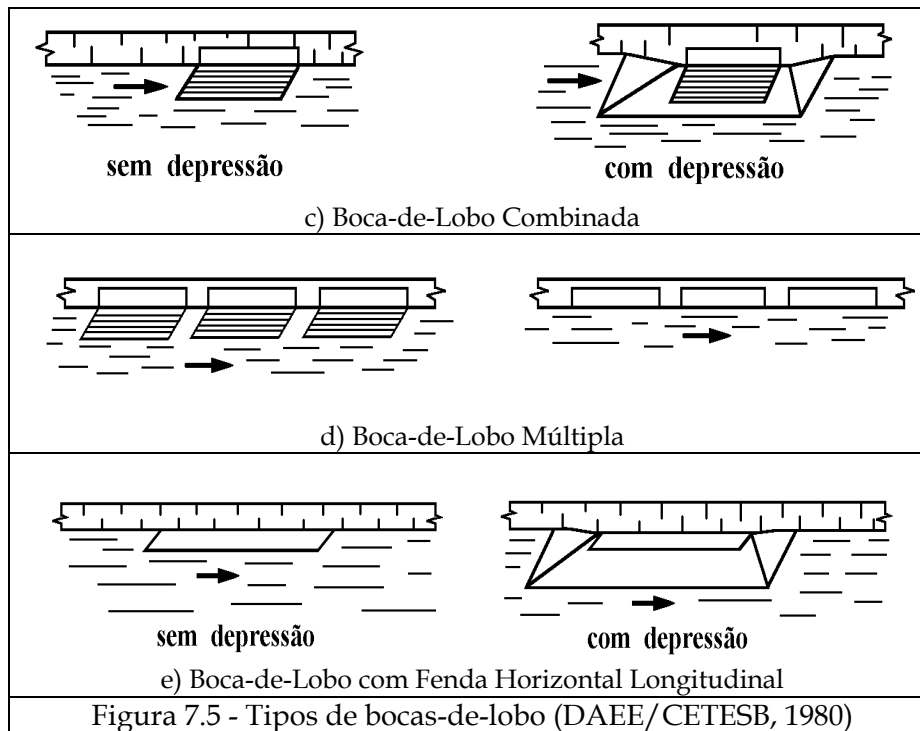 sem depressão
com depressão
c) Boca-de-Lobo Combinada
d) Boca-de-Lobo Múltipla
sem depressão
com depressão
e) Boca-de-Lobo com Fenda Horizontal Longitudinal
Figura 7.5 - Tipos de bocas-de-lobo (DAEE/CETESB, 1980)